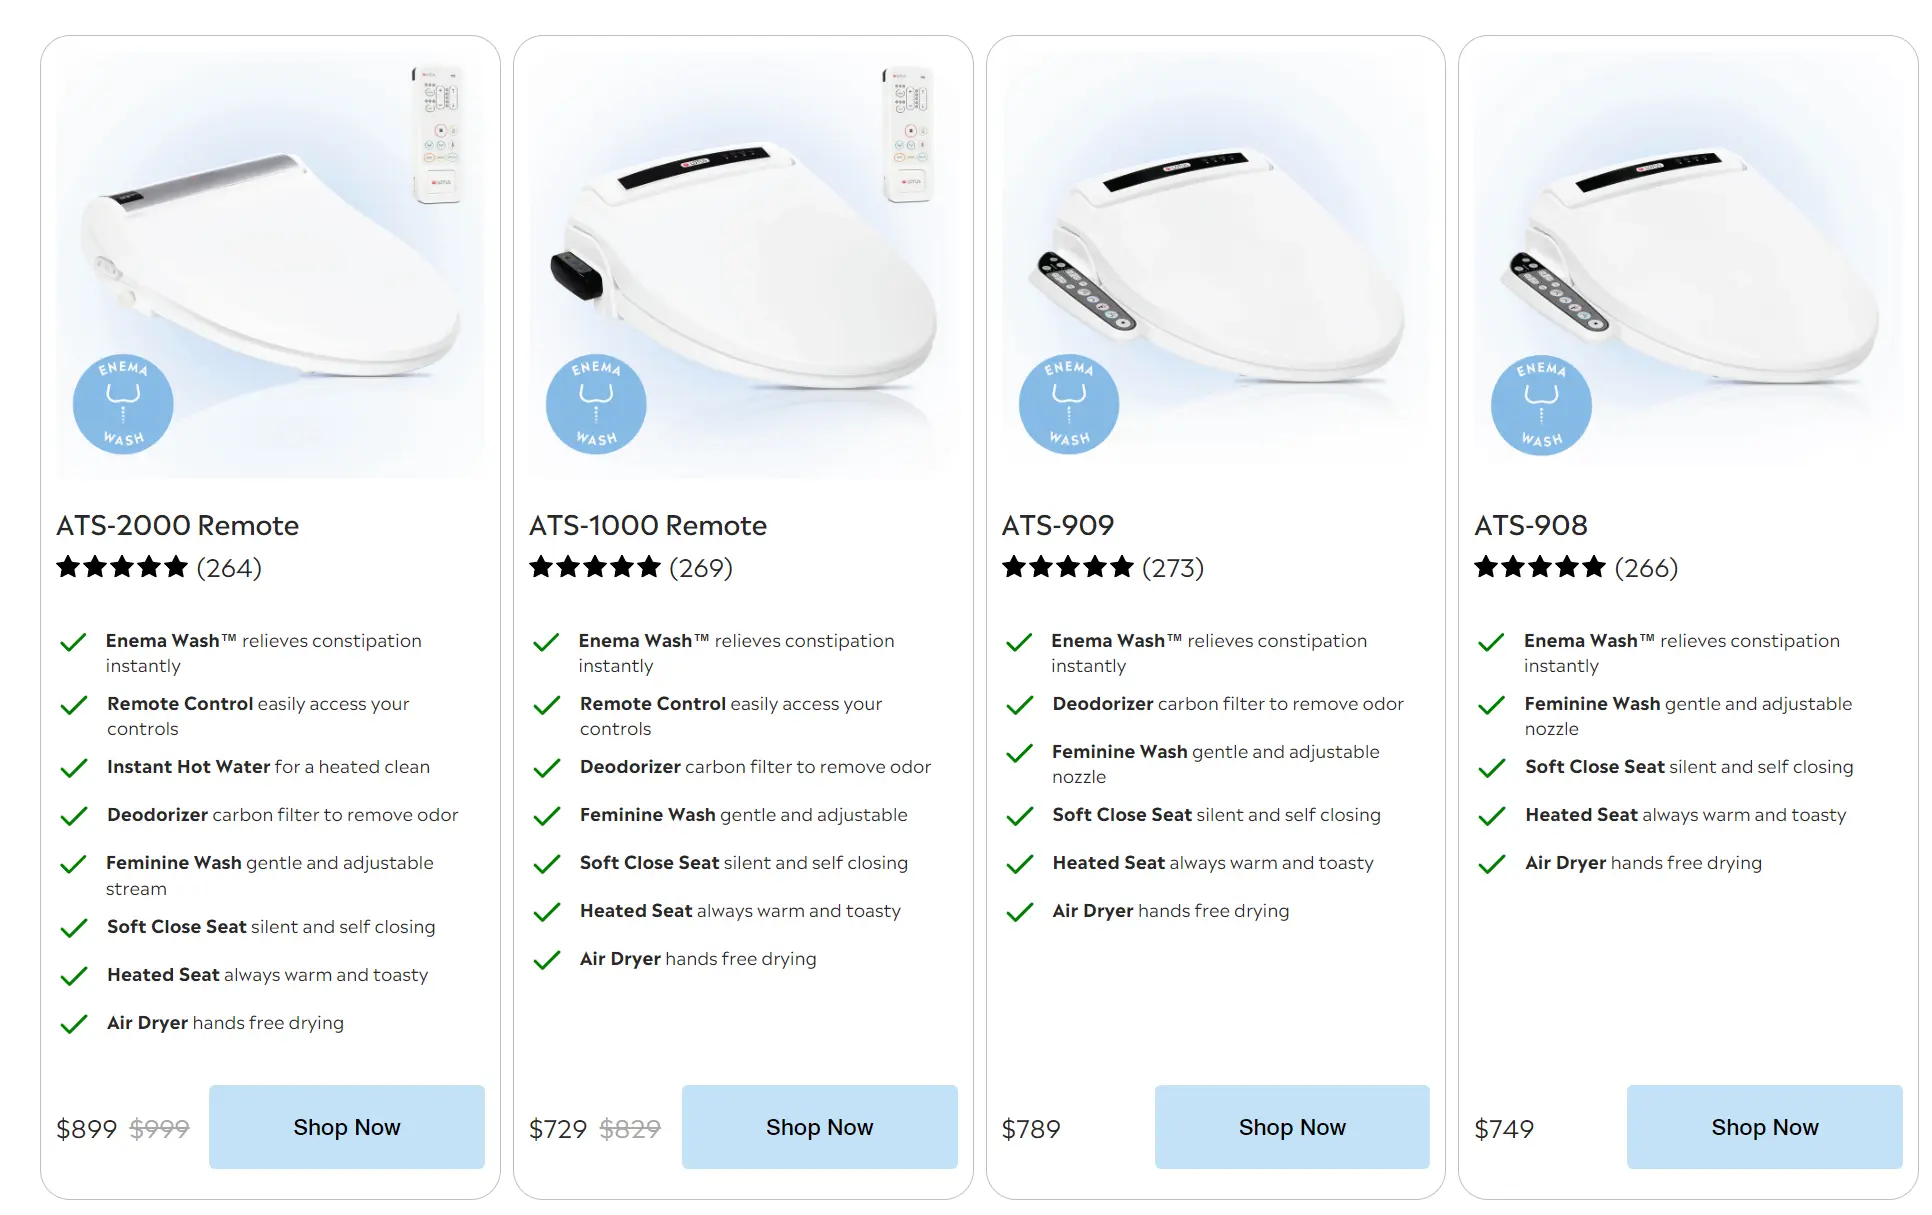 ENEMA
WASH
ATS-2000 Remote
(264)
Enema Wash™ relieves constipation
instantly
Remote Control easily access your
controls
Instant Hot Water for a heated clean
Deodorizer carbon filter to remove odor
Feminine Wash gentle and adjustable
stream
Soft Close Seat silent and self closing
Heated Seat always warm and toasty
Air Dryer hands free drying
$899 $999
Shop Now
LOTUS
ENEMA
WASH
ATS-1000 Remote
(269)
Enema Wash™ relieves constipation
instantly
Remote Control easily access your
controls
Deodorizer carbon filter to remove odor
Feminine Wash gentle and adjustable
Soft Close Seat silent and self closing
Heated Seat always warm and toasty
Air Dryer hands free drying
$729 $829
Shop Now
LOTUS
ENEMA
WASH
ATS-909
(273)
Enema Wash™ relieves constipation
instantly
Deodorizer carbon filter to remove odor
Feminine Wash gentle and adjustable
nozzle
Soft Close Seat silent and self closing
Heated Seat always warm and toasty
Air Dryer hands free drying
$789
Shop Now
LOTUS
ENEMA
WASH
ATS-908
(266)
Enema Wash™ relieves constipation
instantly
Feminine Wash gentle and adjustable
nozzle
Soft Close Seat silent and self closing
Heated Seat always warm and toasty
Air Dryer hands free drying
$749
Shop Now